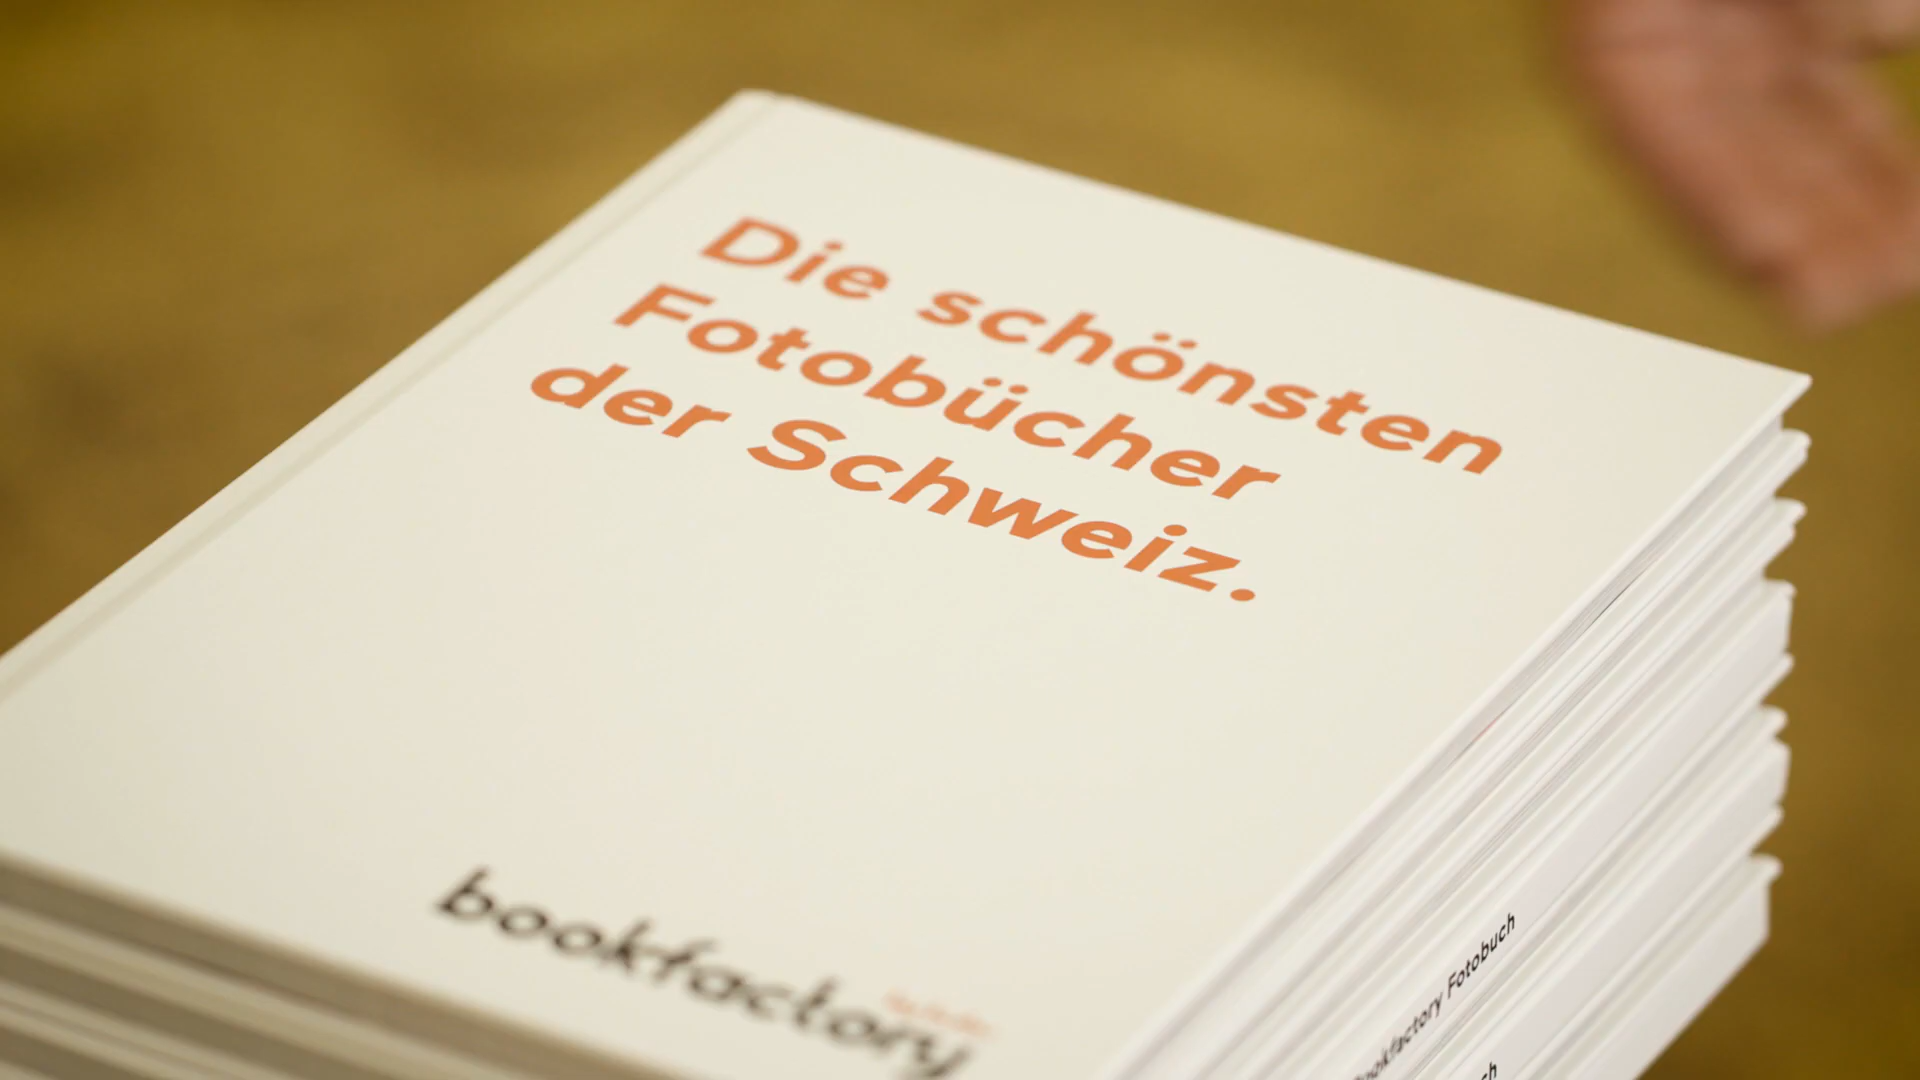 Die schönsten
Fotobücher
der Schweiz.
bookfactory
bookfactory Fotobuch